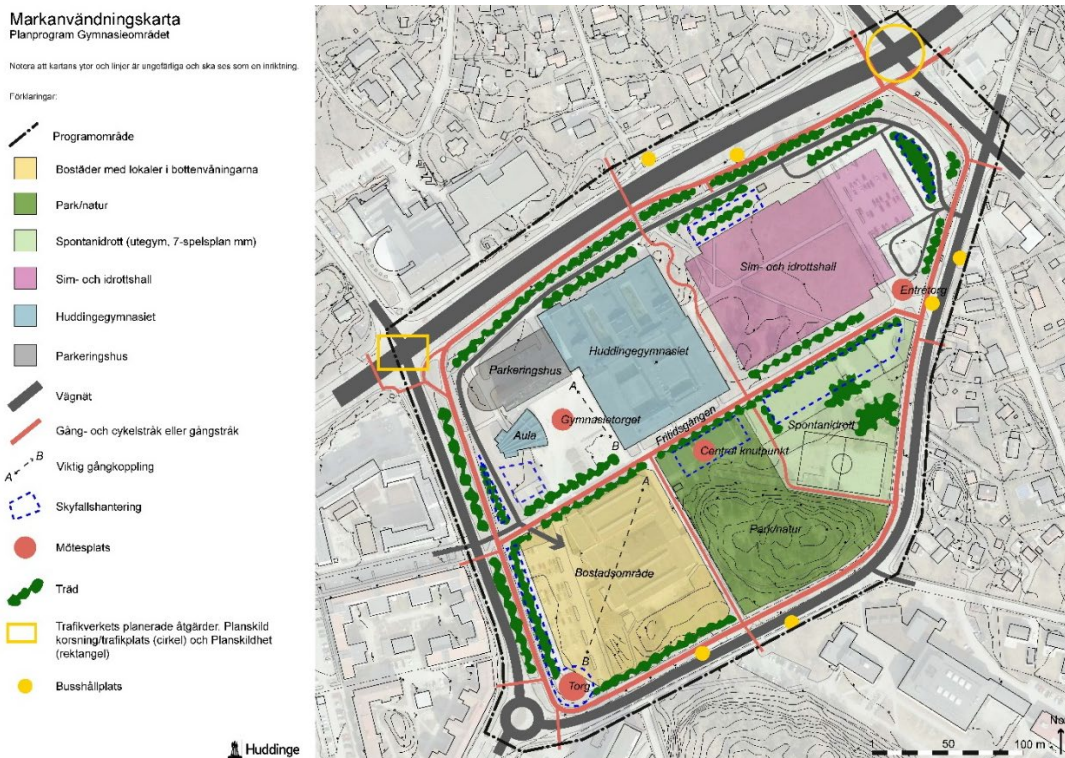 Markanvändningskarta
Planprogram Gymnasieområdet
Notera att kartans ytor och linjer är ungefärliga och ska ses som en inriktning.
Förklaringar:
Programområde
Bostäder med lokaler i bottenvåningarna
Park/natur
Spontanidrott (utegym, 7-spelsplan mm)
Sim- och idrottshall
Huddingegymnasiet
Parkeringshus
Vägnät
Gång- och cykelstråk eller gångstråk
A B
Viktig gångkoppling
Skyfallshantering
Mötesplats
Träd
Trafikverkets planerade åtgärder. Planskild
korsning/trafikplats (cirkel) och Planskildhet
(rektangel)
Busshållplats
Huddinge
Sim- och idrottshall
Entrétorg
Huddingegymnasiet
Parkeringshus
A
Gymnasietorget
Aula
B
Fritidsgången
Spontanidrott
Central knutpunkt
A
Park/natur
Bostadsområde
B
Torg
50
100 m